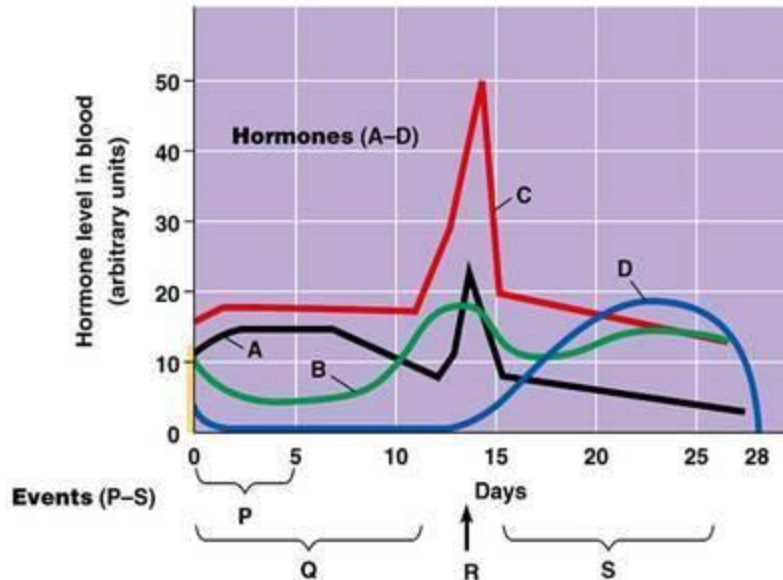 Hormone level in blood
(arbitrary units)
50
40
30
20
10
0
Hormones (A–D)
C
D
A
B
0 5 10 15 20 25 28
Days
Events (P–S)
P
Q
R
S